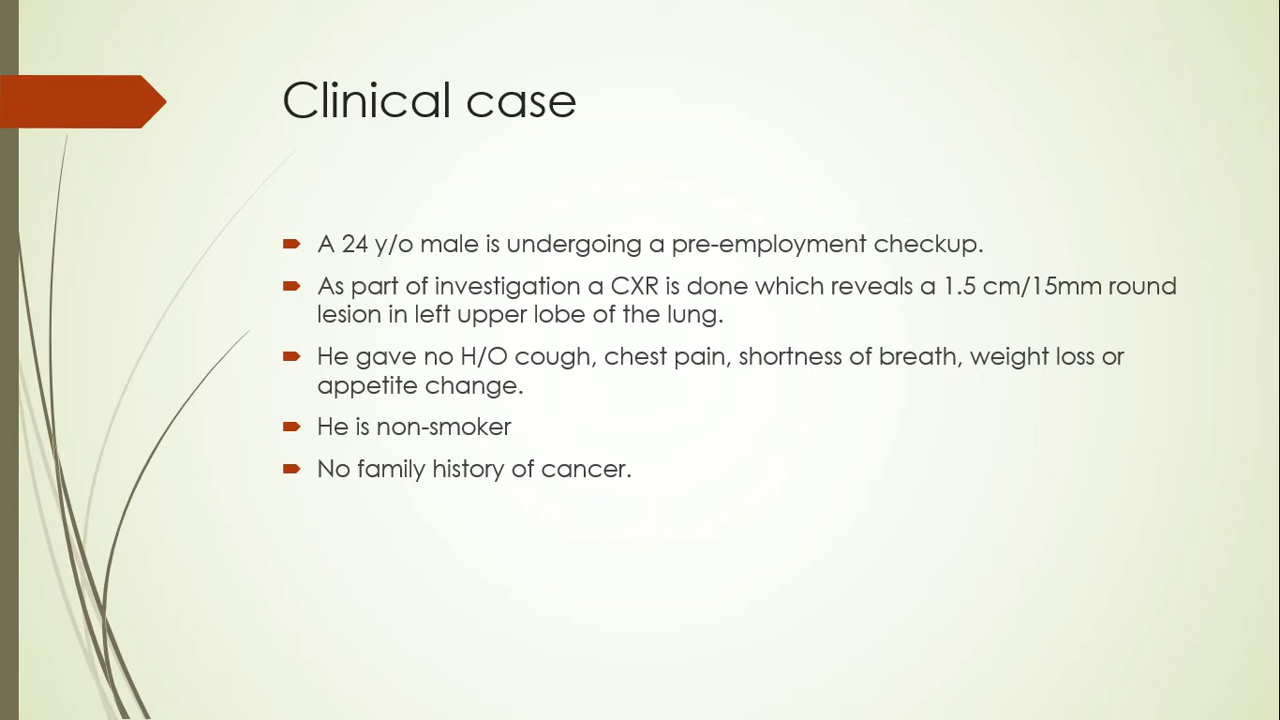 Clinical case
A 24 y/o male is undergoing a pre-employment checkup.
As part of investigation a CXR is done which reveals a 1.5 cm/15mm round
lesion in left upper lobe of the lung.
He gave no H/O cough, chest pain, shortness of breath, weight loss or
appetite change.
He is non-smoker
No family history of cancer.